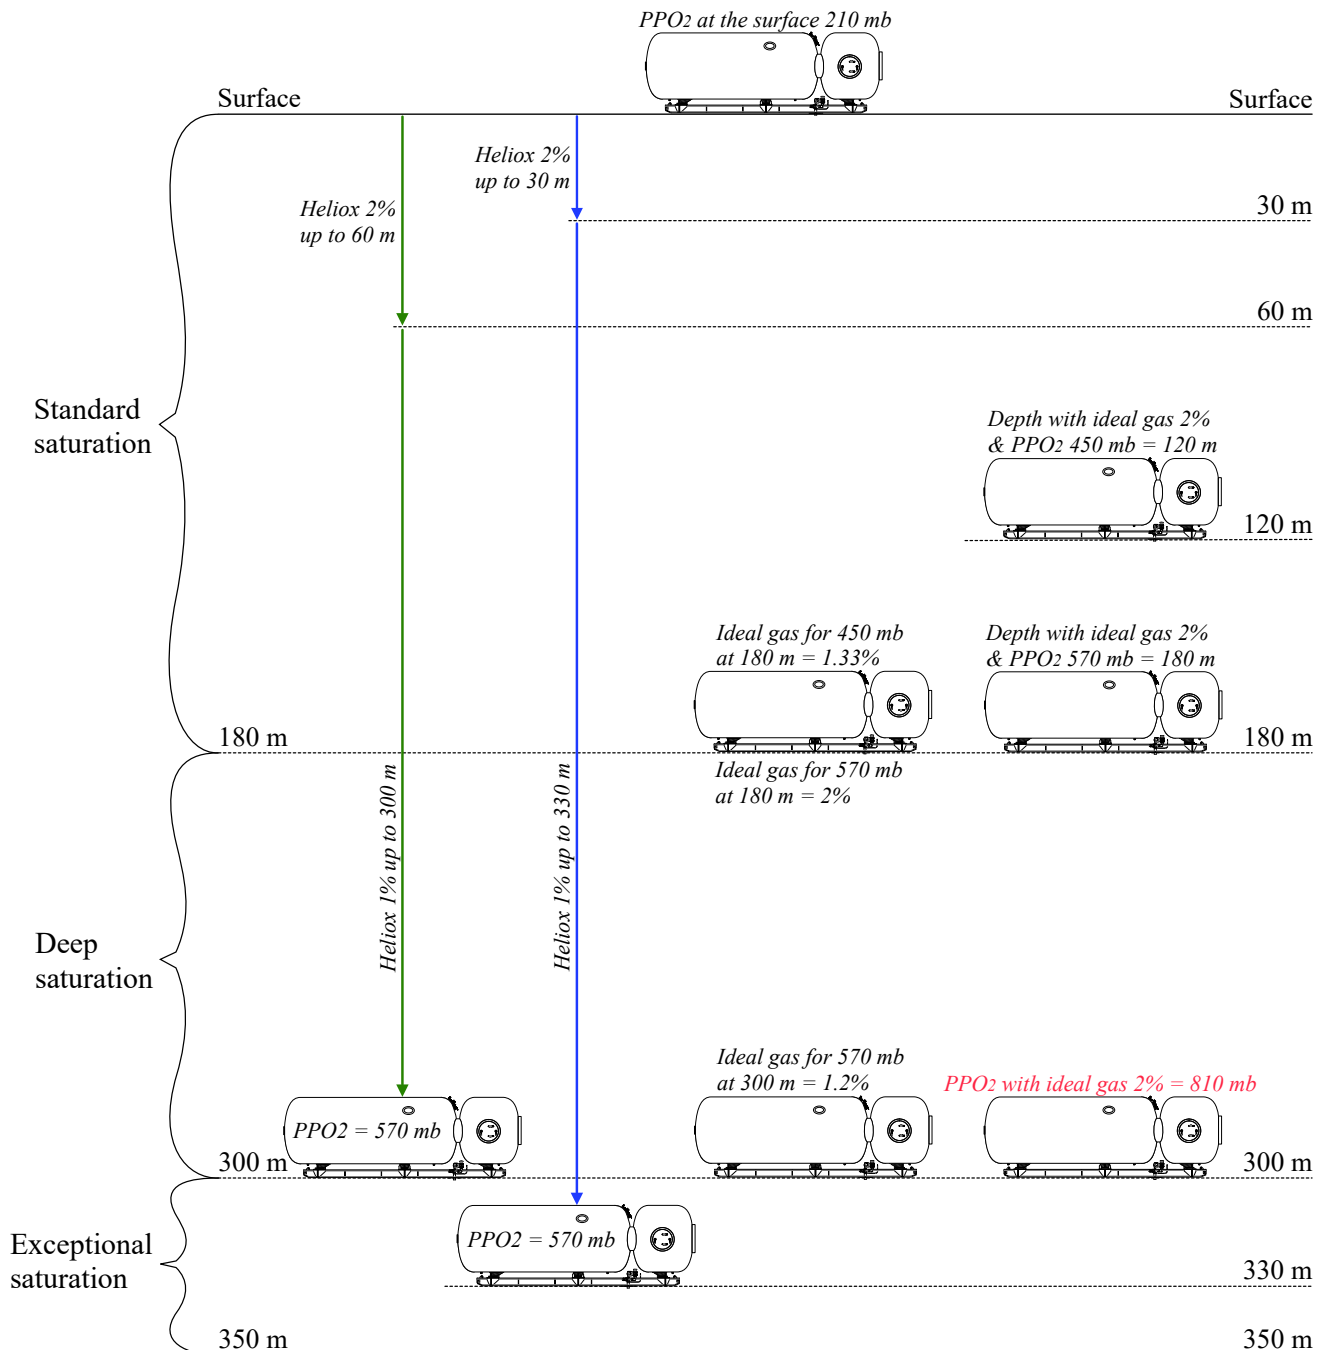 PPO2 at the surface 210 mb
Surface
Surface
Heliox 2%
up to 30 m
Heliox 2%
up to 60 m
30 m
60 m
Standard
saturation
Depth with ideal gas 2%
& PPO2 450 mb = 120 m
120 m
Ideal gas for 450 mb
at 180 m = 1.33%
Depth with ideal gas 2%
& PPO2 570 mb = 180 m
180 m
180 m
Ideal gas for 570 mb
at 180 m = 2%
Heliox 1% up to 300 m
Heliox 1% up to 330 m
Deep
saturation
Ideal gas for 570 mb
at 300 m = 1.2%
PPO2 with ideal gas 2% = 810 mb
PPO2 = 570 mb
300 m
300 m
Exceptional
saturation
PPO2 = 570 mb
330 m
350 m
350 m